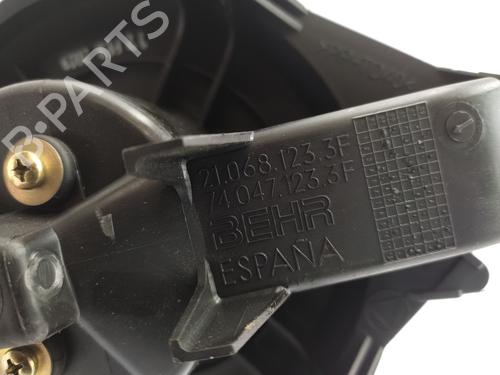 21.068.123.3F
74.047.123.3F
BEHR
ESPAÑA
B-PARTS